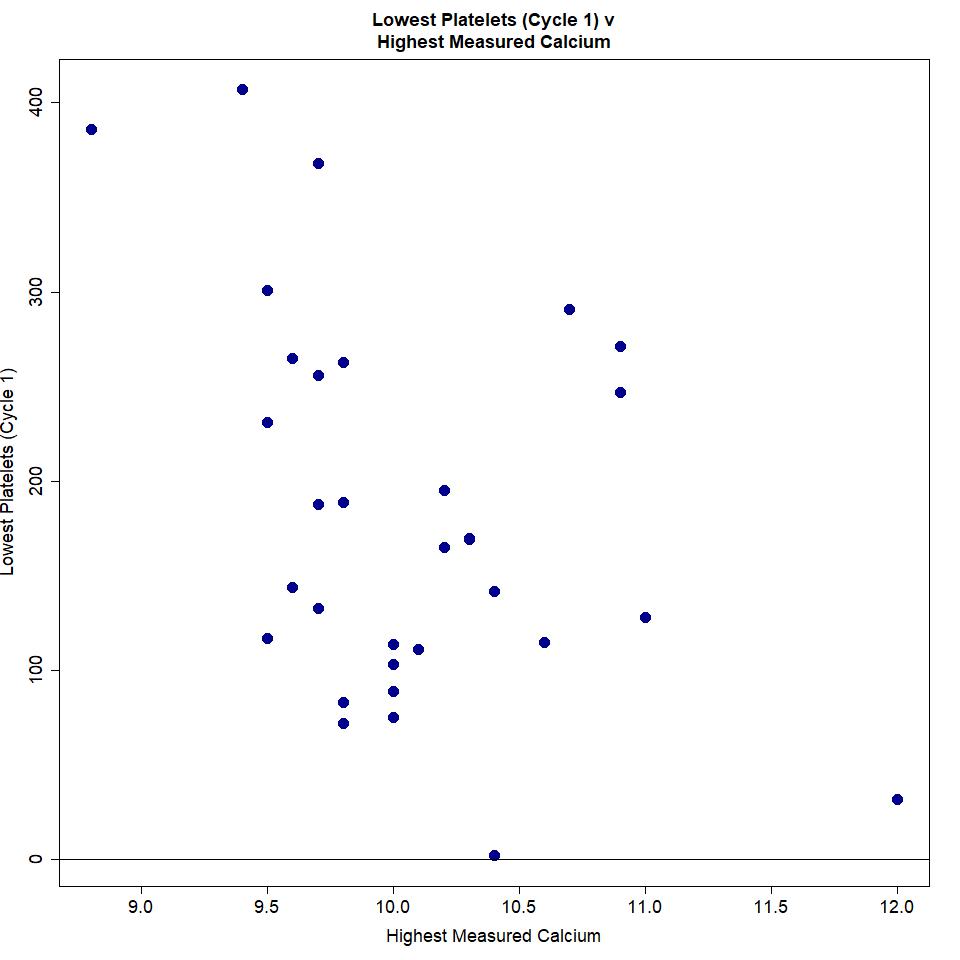 Lowest Platelets (Cycle 1) v
Highest Measured Calcium
400
300
200
100
0
Lowest Platelets (Cycle 1)
9.0 9.5 10.0 10.5 11.0 11.5 12.0
Highest Measured Calcium